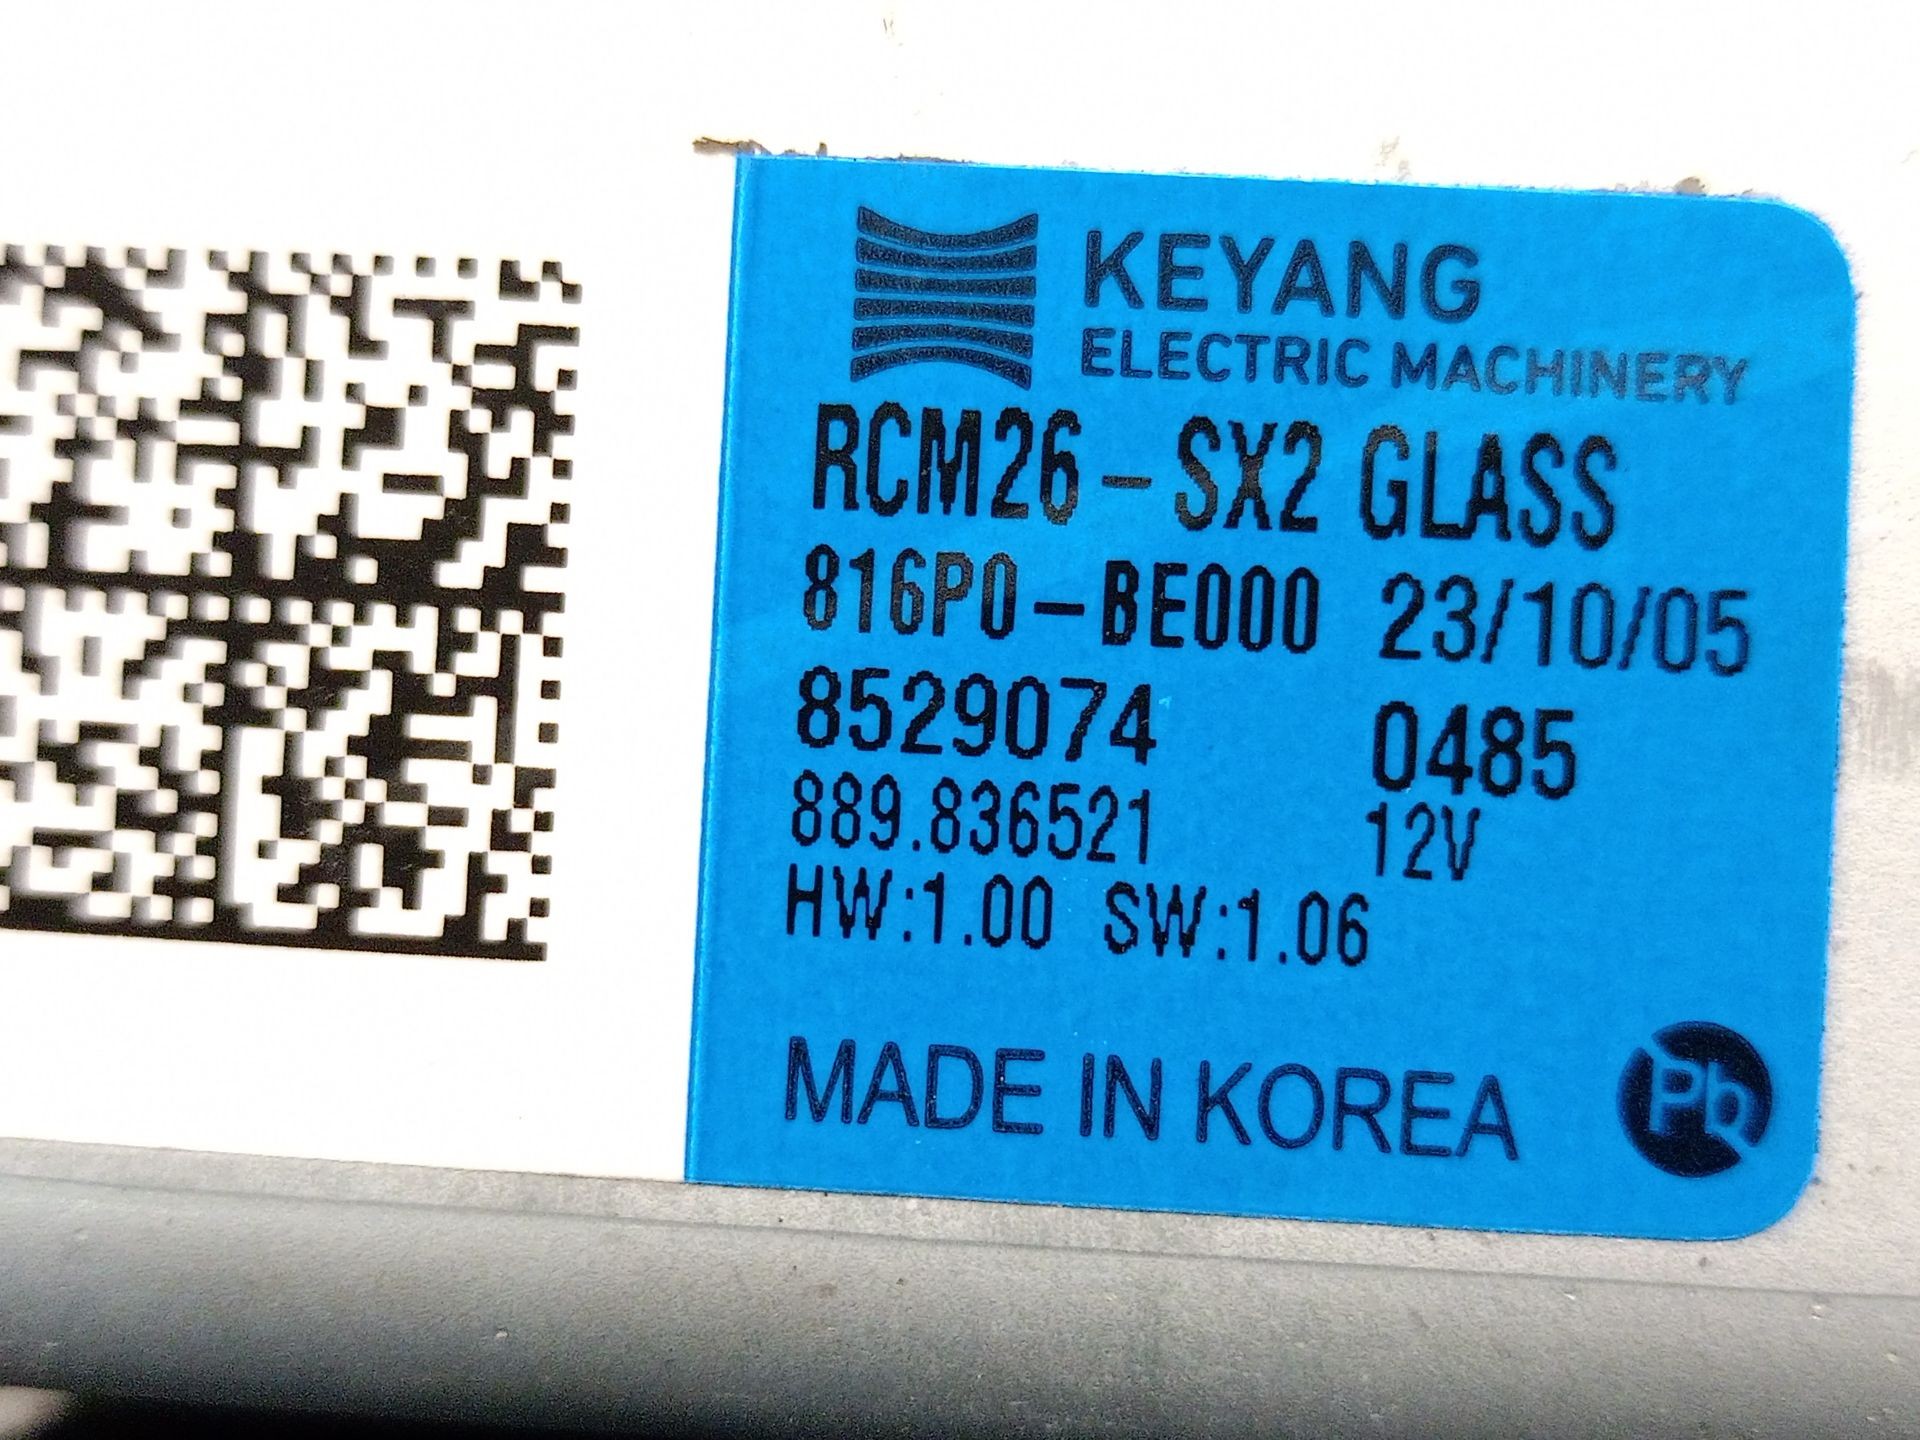 KEYANG
ELECTRIC MACHINERY
RCM26-SX2 GLASS
816P0-BE000 23/10/05
8529074 0485
889.836521 12V
HW:1.00 SW:1.06
MADE IN KOREA
Pb